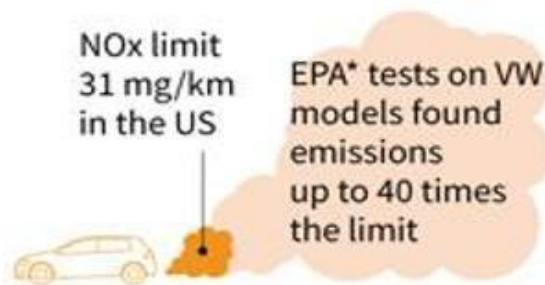 NOx limit
31 mg/km
in the US
EPA* tests on VW
models found
emissions
up to 40 times
the limit